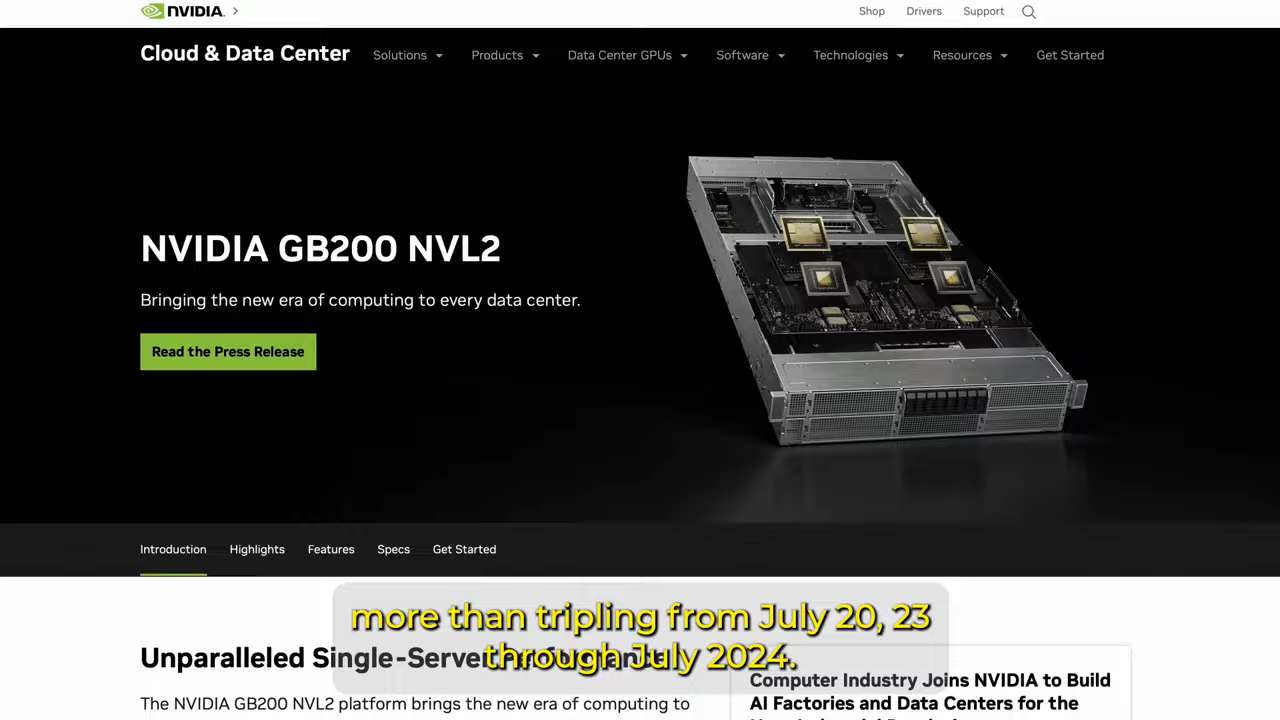 NVIDIA
Shop Drivers Support
Cloud & Data Center Solutions Products Data Center GPUs Software Technologies Resources Get Started
NVIDIA GB200 NVL2
Bringing the new era of computing to every data center.
Read the Press Release
Introduction Highlights Features Specs Get Started
more than tripling from July 20, 23
through July 2024.
Unparalleled Single-Server
The NVIDIA GB200 NVL2 platform brings the new era of computing to
Computer Industry Joins NVIDIA to Build
AI Factories and Data Centers for the